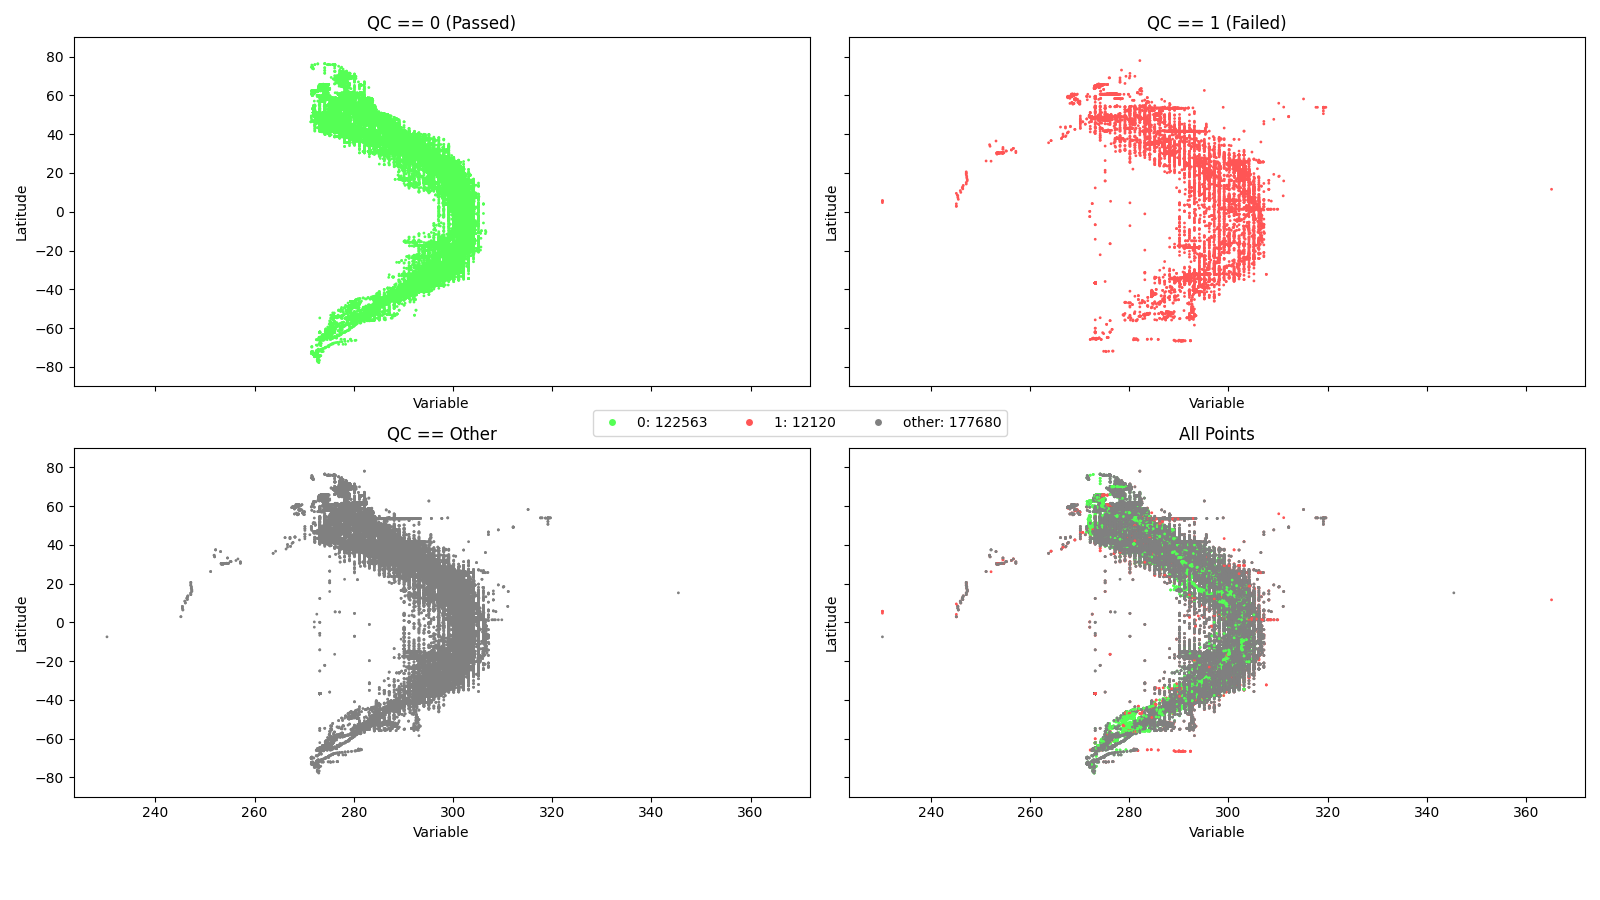 QC == 0 (Passed)
QC == 1 (Failed)
80
60
40
20
0
−20
−40
−60
−80
Latitude
Latitude
Variable
Variable
0: 122563
1: 12120
other: 177680
QC == Other
All Points
80
60
40
20
0
−20
−40
−60
−80
Latitude
Latitude
240
260
280
300
320
340
360
240
260
280
300
320
340
360
Variable
Variable